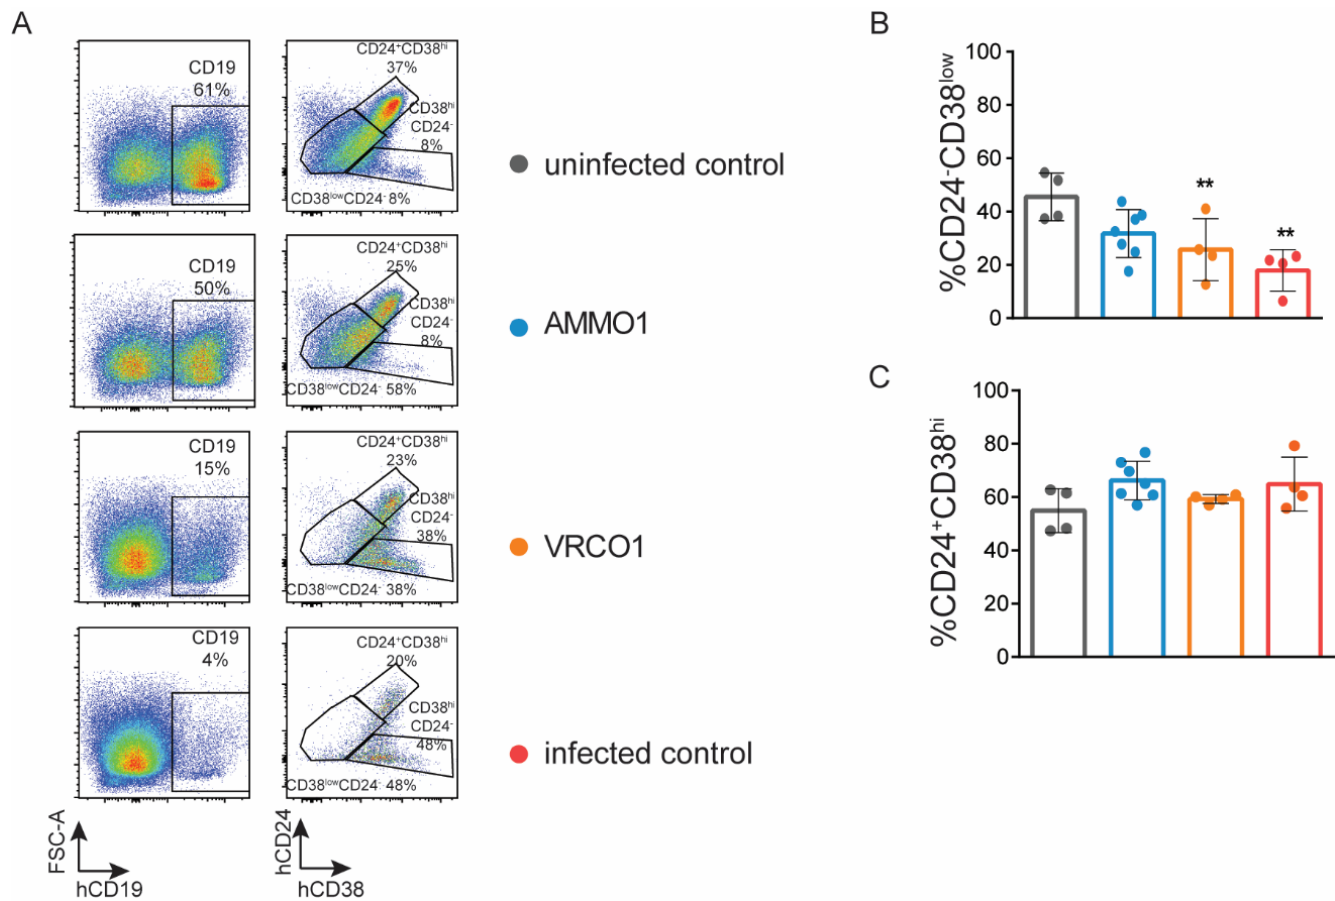 A
CD19
61%
CD24⁺CD38ʰⁱ
37%
CD38ʰⁱ
CD24⁻
8%
CD38ˡᵒʷCD24⁻ 8%
uninfected control
CD19
50%
CD24⁺CD38ʰⁱ
25%
CD38ʰⁱ
CD24⁻
8%
CD38ˡᵒʷCD24⁻ 58%
AMMO1
CD19
15%
CD24⁺CD38ʰⁱ
23%
CD38ʰⁱ
CD24⁻
38%
CD38ˡᵒʷCD24⁻ 38%
VRCO1
CD19
4%
CD24⁺CD38ʰⁱ
20%
CD38ʰⁱ
CD24⁻
48%
CD38ˡᵒʷCD24⁻ 48%
infected control
FSC-A
hCD19
hCD24
hCD38
B
%CD24⁻CD38ˡᵒʷ
100
80
60
40
20
0
**
**
C
%CD24⁺CD38ʰⁱ
100
80
60
40
20
0